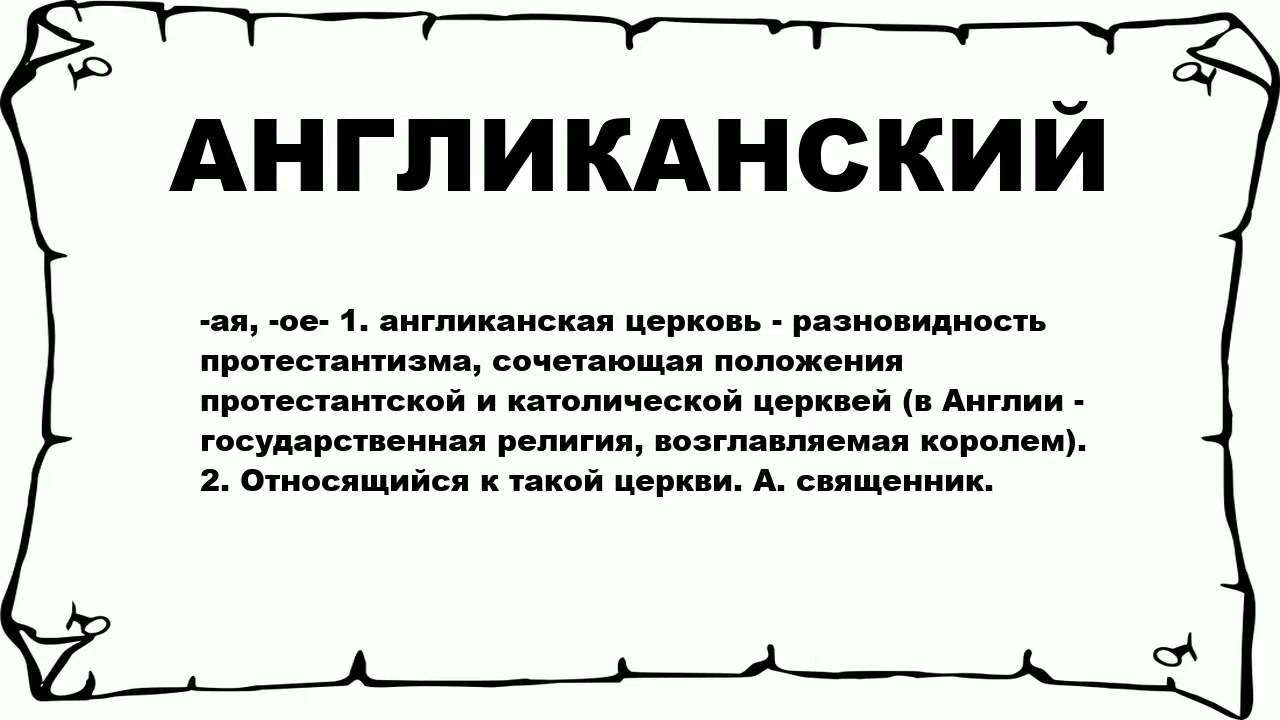 АНГЛИКАНСКИЙ
-ая, -ое- 1. англиканская церковь - разновидность
протестантизма, сочетающая положения
протестантской и католической церквей (в Англии -
государственная религия, возглавляемая королем).
2. Относящийся к такой церкви. А. священник.